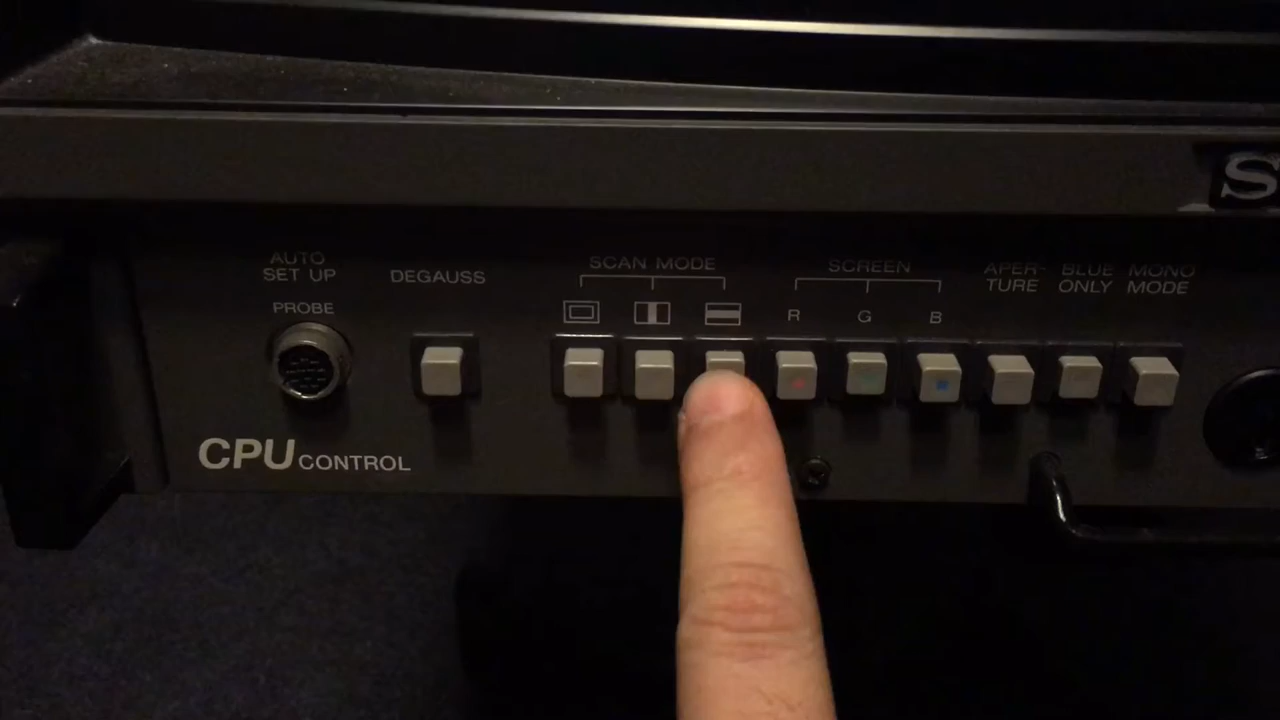 AUTO
SET UP
PROBE
DEGAUSS
SCAN MODE
SCREEN
R G B
APER-
TURE
BLUE
ONLY
MONO
MODE
S
CPU CONTROL